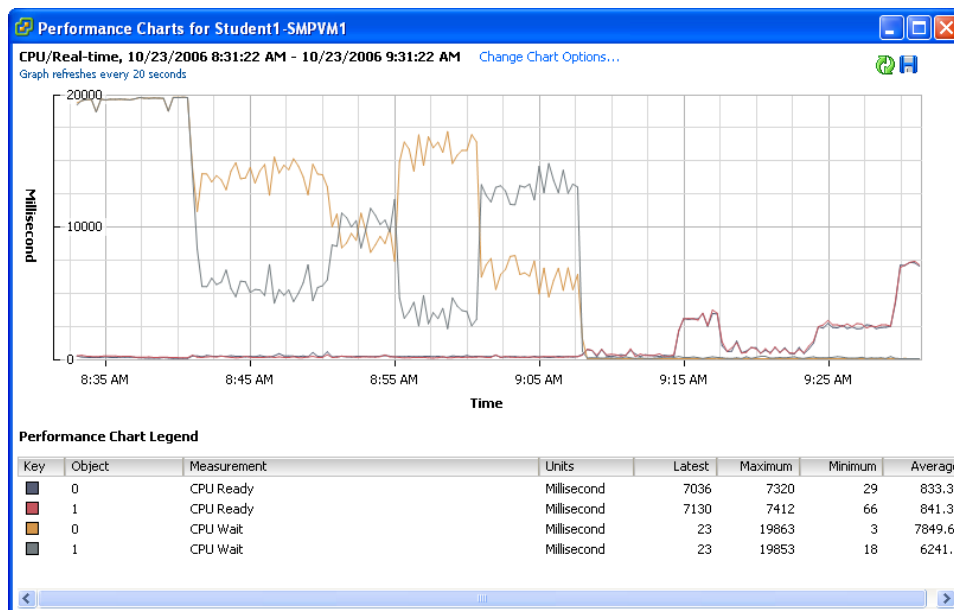 Performance Charts for Student1-SMPVM1
CPU/Real-time, 10/23/2006 8:31:22 AM - 10/23/2006 9:31:22 AM Change Chart Options...
Graph refreshes every 20 seconds
20000
10000
0
Millisecond
8:35 AM 8:45 AM 8:55 AM 9:05 AM 9:15 AM 9:25 AM
Time
Performance Chart Legend
Key Object Measurement Units Latest Maximum Minimum Average
0 CPU Ready Millisecond 7036 7320 29 833.3
1 CPU Ready Millisecond 7130 7412 66 841.3
0 CPU Wait Millisecond 23 19863 3 7849.6
1 CPU Wait Millisecond 23 19853 18 6241.